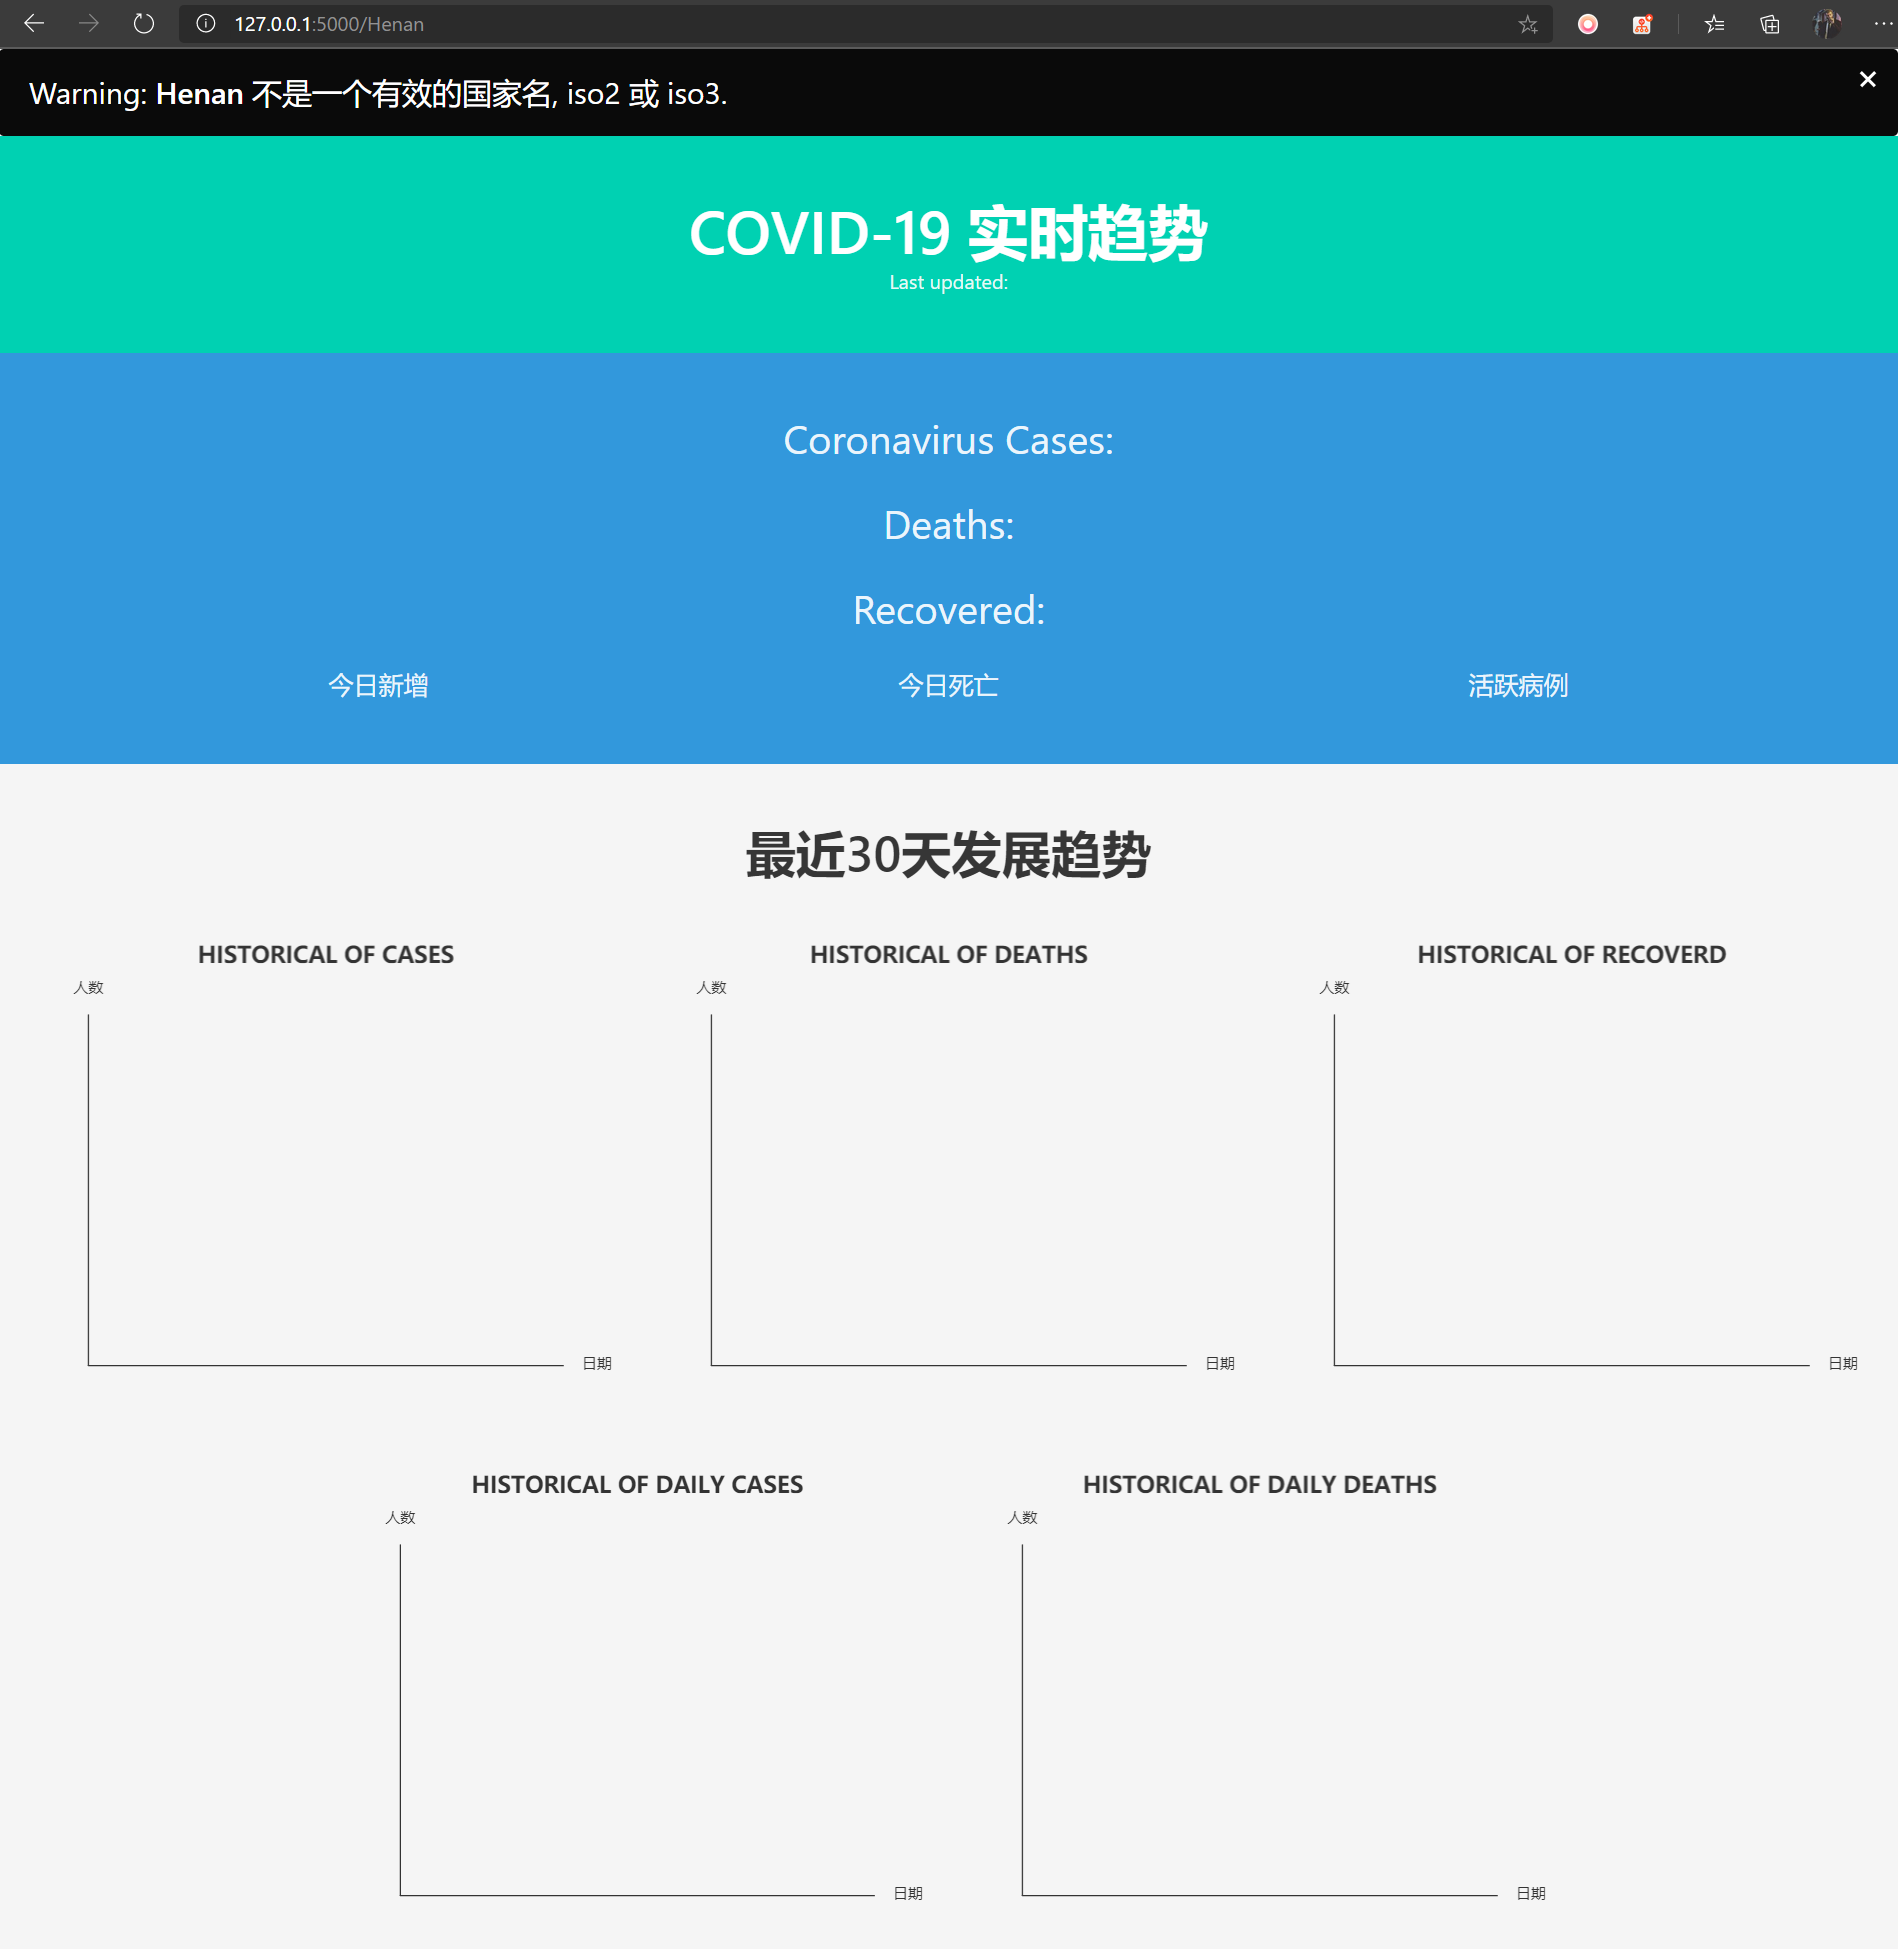 127.0.0.1:5000/Henan
Warning: Henan 不是一个有效的国家名, iso2 或 iso3.
COVID-19 实时趋势
Last updated:
Coronavirus Cases:
Deaths:
Recovered:
今日新增 今日死亡 活跃病例
最近30天发展趋势
HISTORICAL OF CASES HISTORICAL OF DEATHS HISTORICAL OF RECOVERD
人数 人数 人数
日期 日期 日期
HISTORICAL OF DAILY CASES HISTORICAL OF DAILY DEATHS
人数 人数
日期 日期